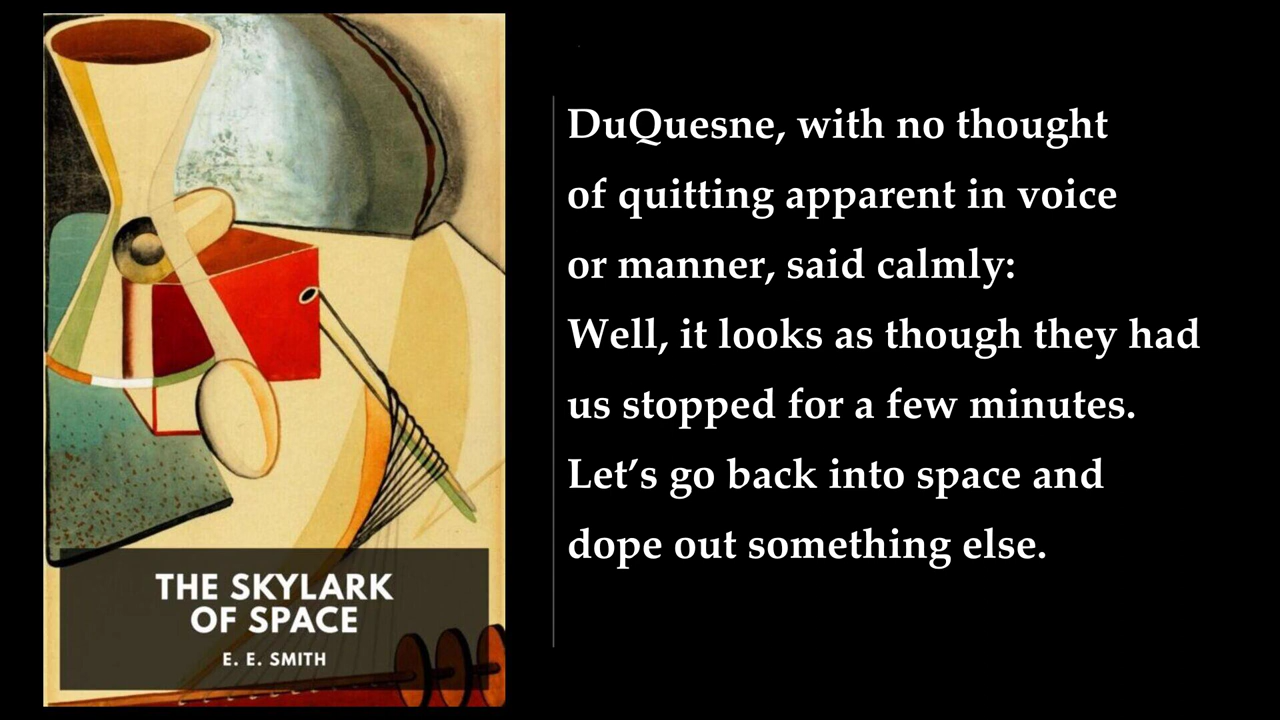 THE SKYLARK
OF SPACE
E. E. SMITH
DuQuesne, with no thought
of quitting apparent in voice
or manner, said calmly:
Well, it looks as though they had
us stopped for a few minutes.
Let’s go back into space and
dope out something else.